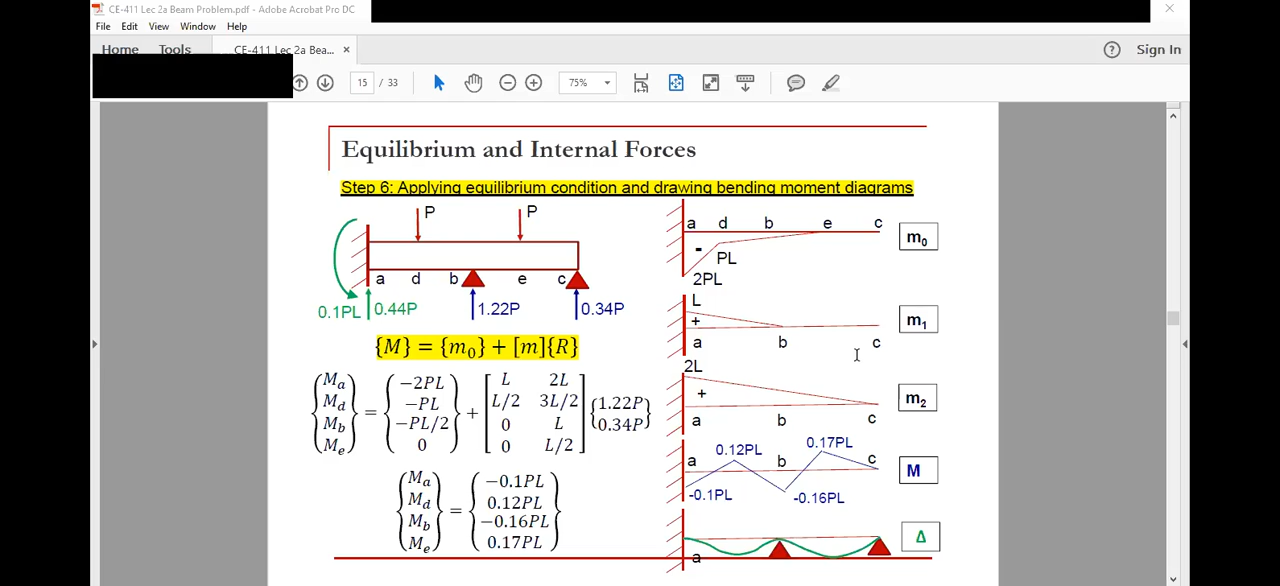 CE-411 Lec 2a Beam Problem.pdf - Adobe Acrobat Pro DC
File Edit View Window Help
Home Tools CE-411 Lec 2a Bea... × ? Sign In
15 / 33 75%
Equilibrium and Internal Forces
Step 6: Applying equilibrium condition and drawing bending moment diagrams
P P
a d b e c
0.1PL 0.44P 1.22P 0.34P
{M} = {m₀} + [m]{R}
{Mₐ M_d M_b Mₑ} = {−2PL −PL −PL/2 0} + [L 2L L/2 3L/2 0 L 0 L/2] {1.22P 0.34P}
{Mₐ M_d M_b Mₑ} = {−0.1PL 0.12PL −0.16PL 0.17PL}
a d b e c m₀
-
PL
2PL
L
+ m₁
a b c
2L
+ m₂
a b c
0.12PL 0.17PL
a b c M
-0.1PL -0.16PL
Δ
a